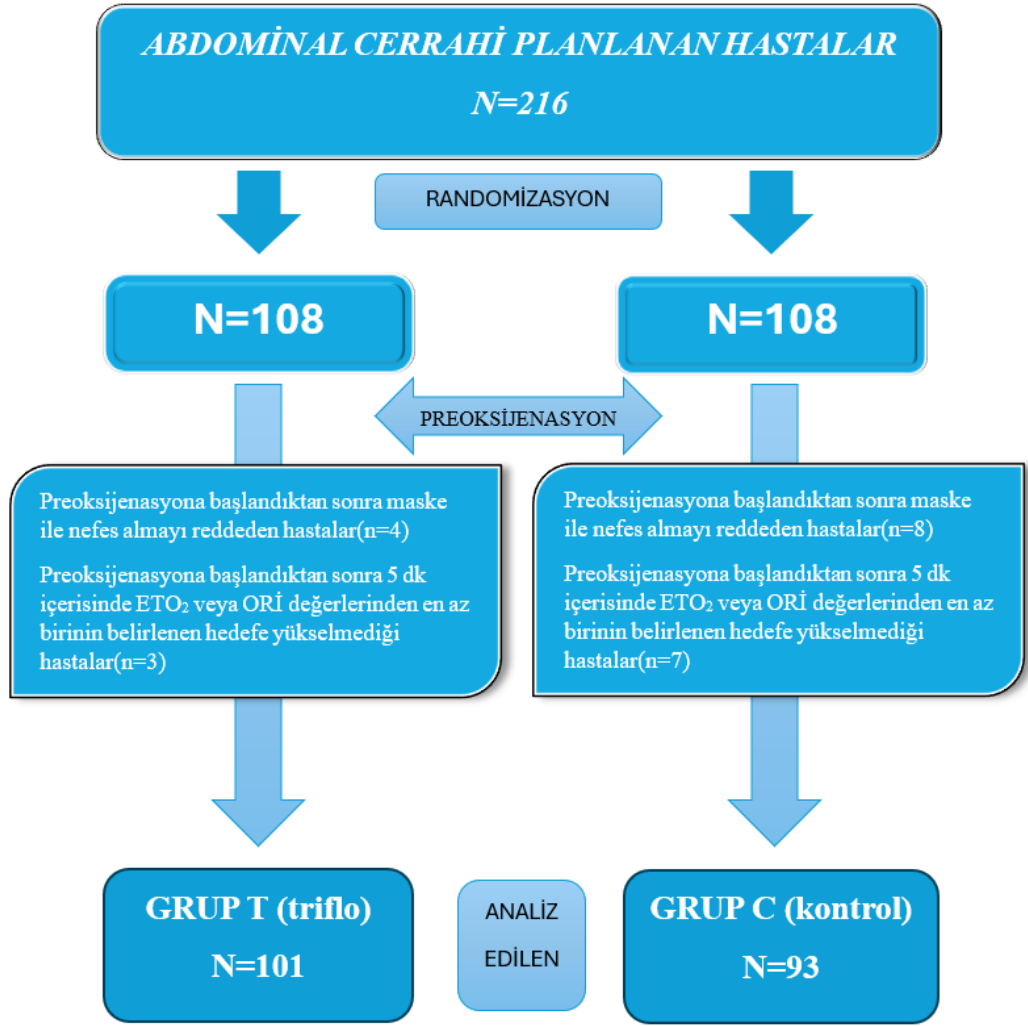 ABDOMİNAL CERRAHİ PLANLANAN HASTALAR
N=216
RANDOMİZASYON
N=108
N=108
PREOKSİJENASYON
Preoksijenasyona başlandıktan sonra maske
ile nefes almayı reddeden hastalar(n=4)
Preoksijenasyona başlandıktan sonra 5 dk
içerisinde ETO₂ veya ORİ değerlerinden en az
birinin belirlenen hedefe yükselmediği
hastalar(n=3)
Preoksijenasyona başlandıktan sonra maske
ile nefes almayı reddeden hastalar(n=8)
Preoksijenasyona başlandıktan sonra 5 dk
içerisinde ETO₂ veya ORİ değerlerinden en az
birinin belirlenen hedefe yükselmediği
hastalar(n=7)
GRUP T (triflo)
N=101
ANALİZ
EDİLEN
GRUP C (kontrol)
N=93